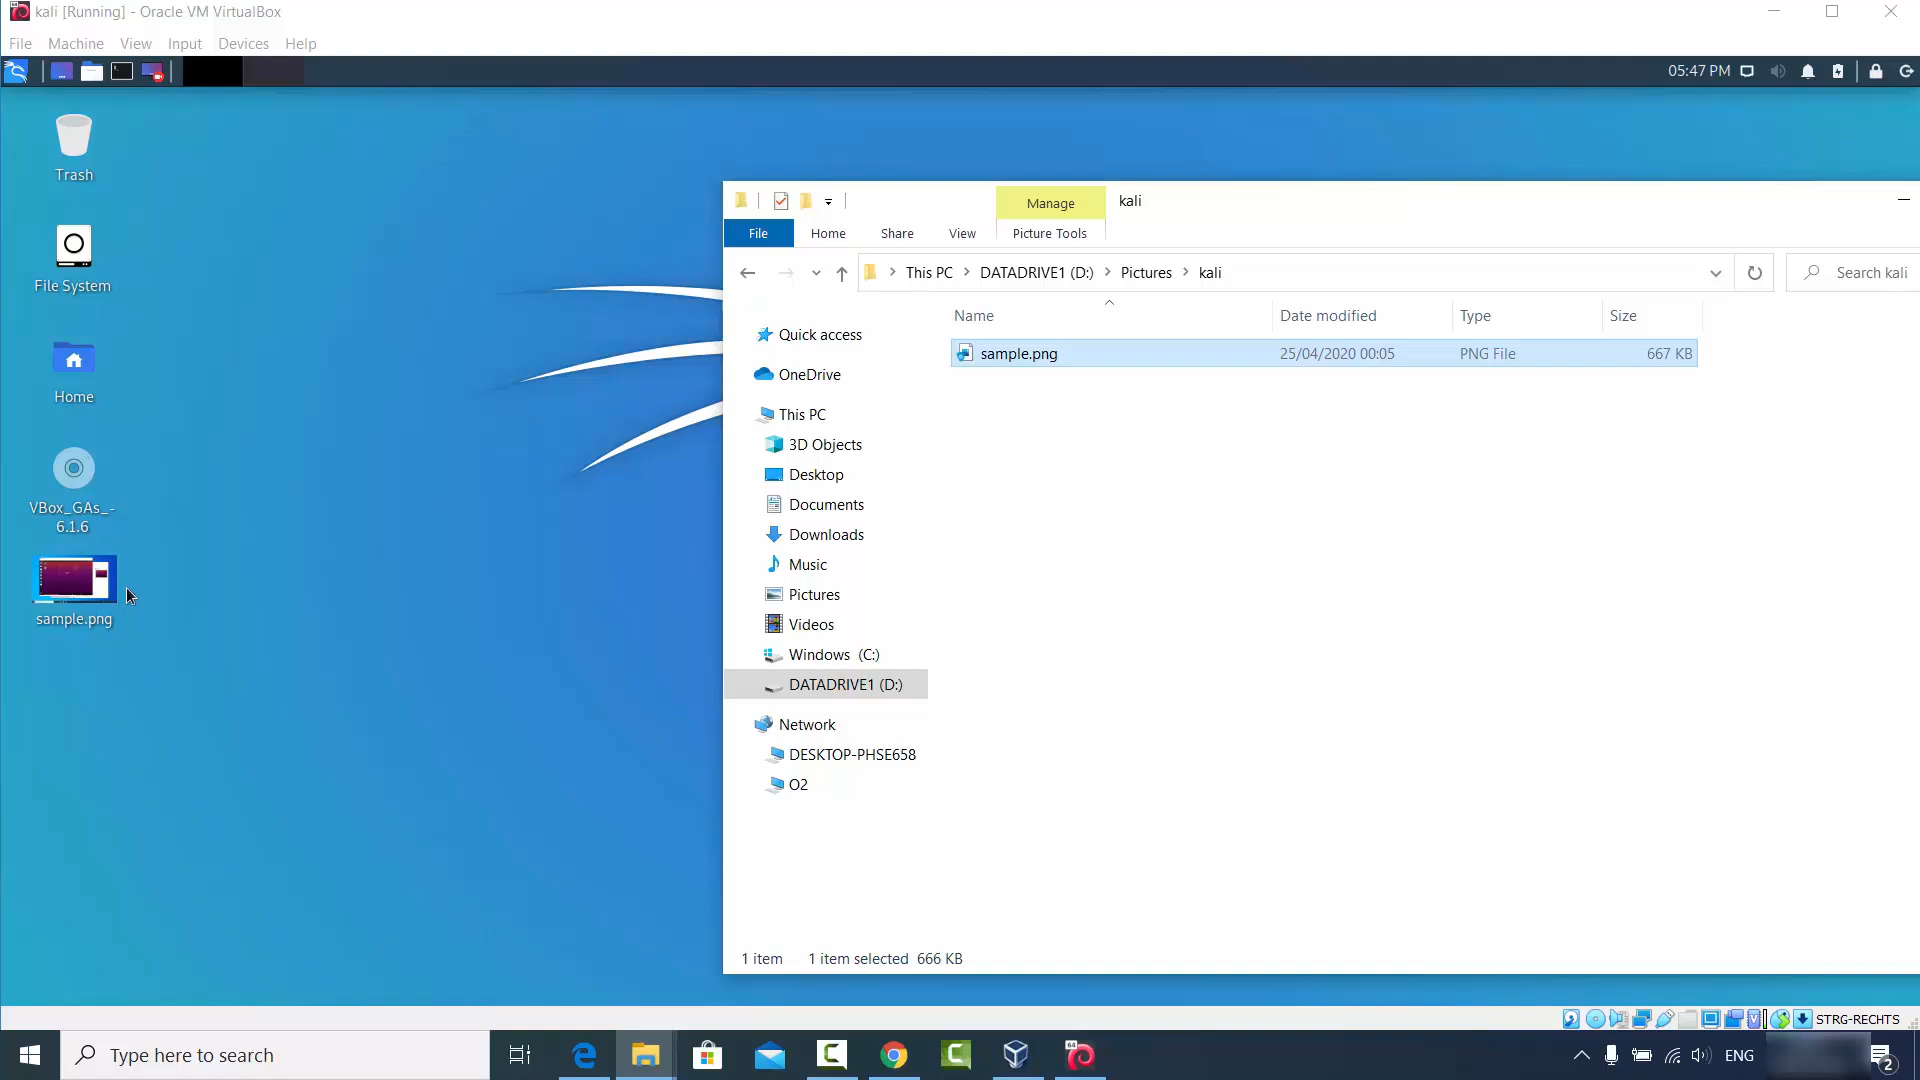 kali [Running] - Oracle VM VirtualBox
File Machine View Input Devices Help
05:47 PM
Trash
File System
Home
VBox_GAs_-
6.1.6
sample.png
Manage kali
File Home Share View Picture Tools
This PC DATADRIVE1 (D:) Pictures kali
Search kali
Name Date modified Type Size
sample.png 25/04/2020 00:05 PNG File 667 KB
Quick access
OneDrive
This PC
3D Objects
Desktop
Documents
Downloads
Music
Pictures
Videos
Windows (C:)
DATADRIVE1 (D:)
Network
DESKTOP-PHSE658
O2
1 item 1 item selected 666 KB
STRG-RECHTS
Type here to search
64
ENG
2